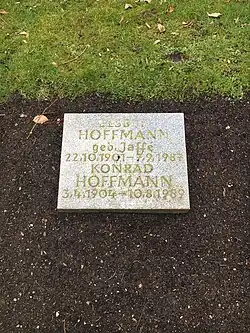 HOFFMANN
geb. Jaffe
22.10.1901-7.9.1987
KONRAD
HOFFMANN
3.4.1904-10.8.1989